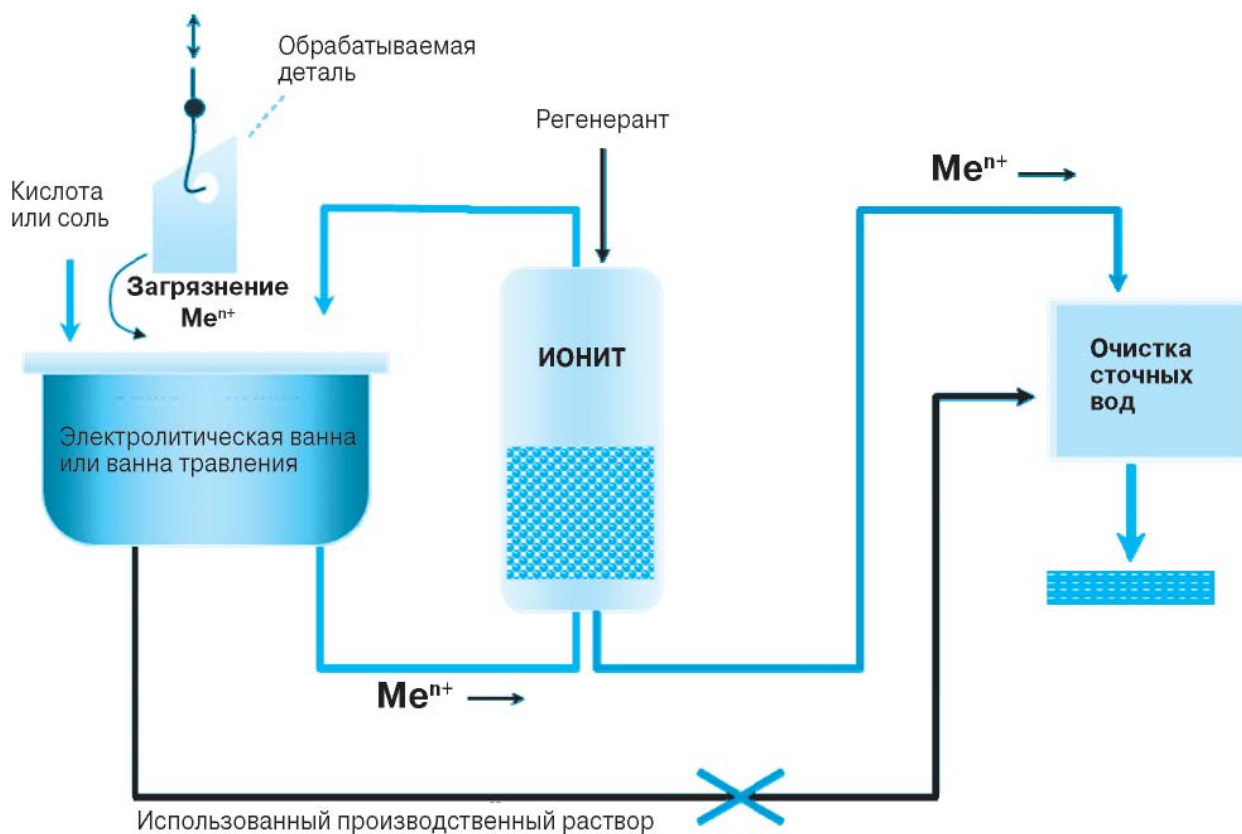 Обрабатываемая
деталь
Регенерант
Meⁿ⁺
Кислота
или соль
Загрязнение
Meⁿ⁺
ИОНИТ
Очистка
сточных
вод
Электролитическая ванна
или ванна травления
Meⁿ⁺
Использованный производственный раствор